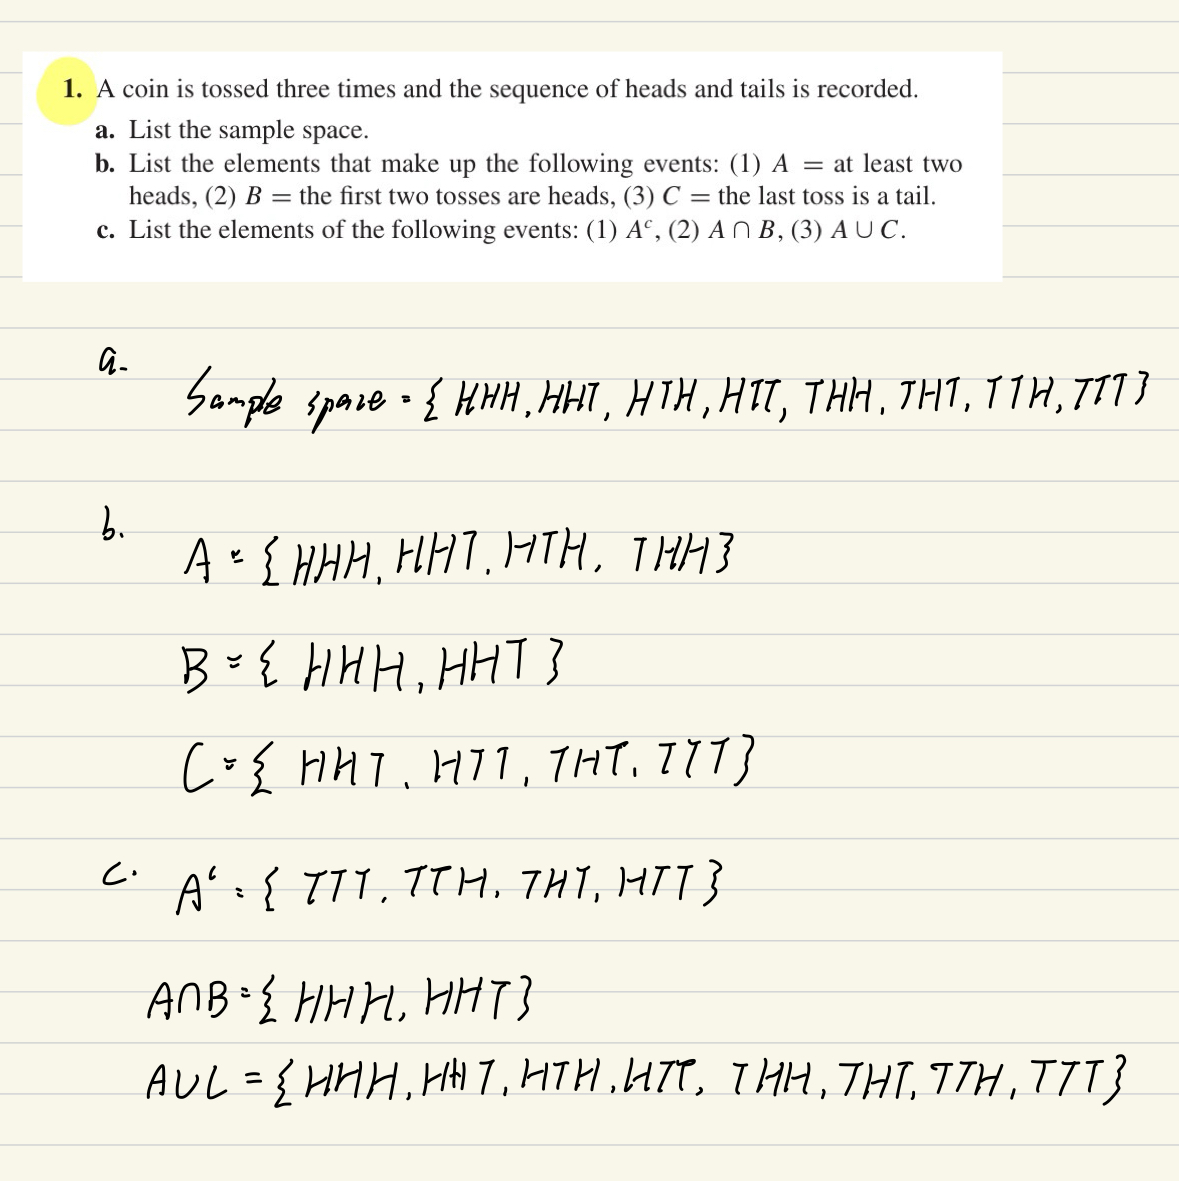 1. A coin is tossed three times and the sequence of heads and tails is recorded.
a. List the sample space.
b. List the elements that make up the following events: (1) A = at least two
heads, (2) B = the first two tosses are heads, (3) C = the last toss is a tail.
c. List the elements of the following events: (1) Aᶜ, (2) A ∩ B, (3) A ∪ C.
a.
Sample space = { HHH, HHT, HTH, HTT, THH, THT, TTH, TTT }
b.
A = { HHH, HHT, HTH, THH }
B = { HHH, HHT }
C = { HHT, HTT, THT, TTT }
c. Aᶜ = { TTT, TTH, THT, HTT }
A∩B = { HHH, HHT }
A∪C = { HHH, HHT, HTH, HTT, THH, THT, TTH, TTT }